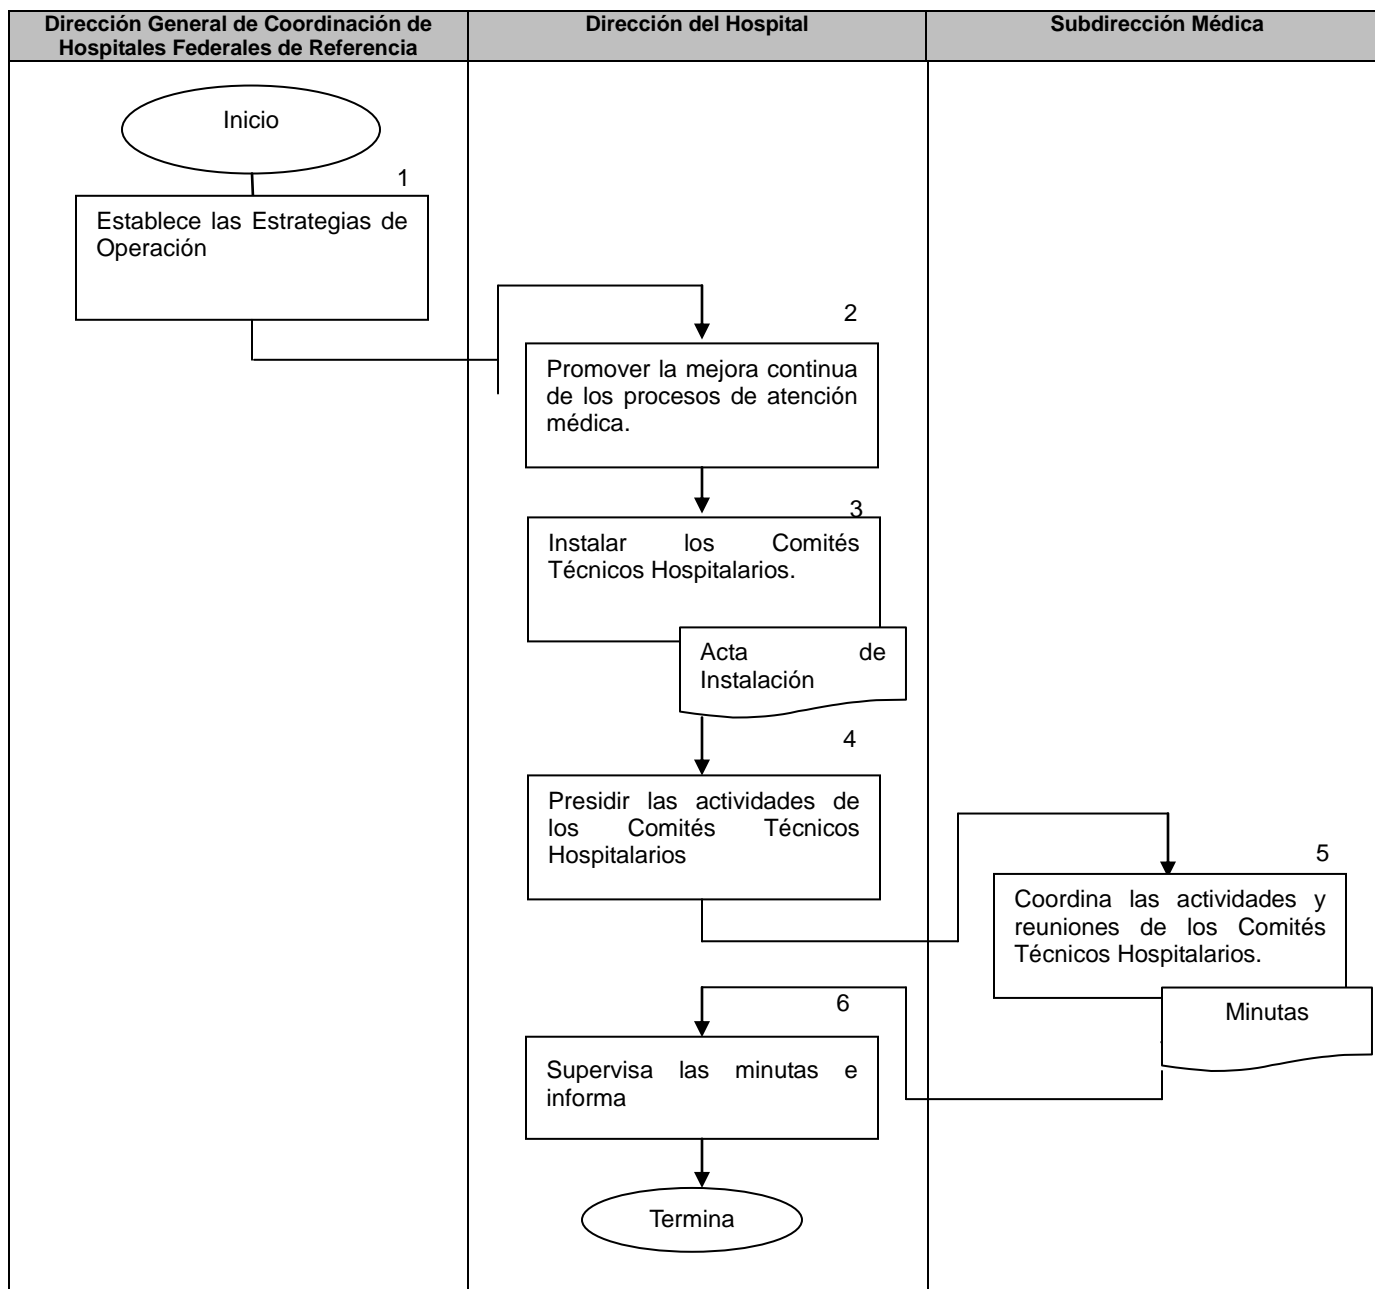 Dirección General de Coordinación de
Hospitales Federales de Referencia
Dirección del Hospital
Subdirección Médica
Inicio
1
Establece las Estrategias de
Operación
2
Promover la mejora continua
de los procesos de atención
médica.
3
Instalar los Comités
Técnicos Hospitalarios.
Acta de
Instalación
4
Presidir las actividades de
los Comités Técnicos
Hospitalarios
5
Coordina las actividades y
reuniones de los Comités
Técnicos Hospitalarios.
Minutas
6
Supervisa las minutas e
informa
Termina